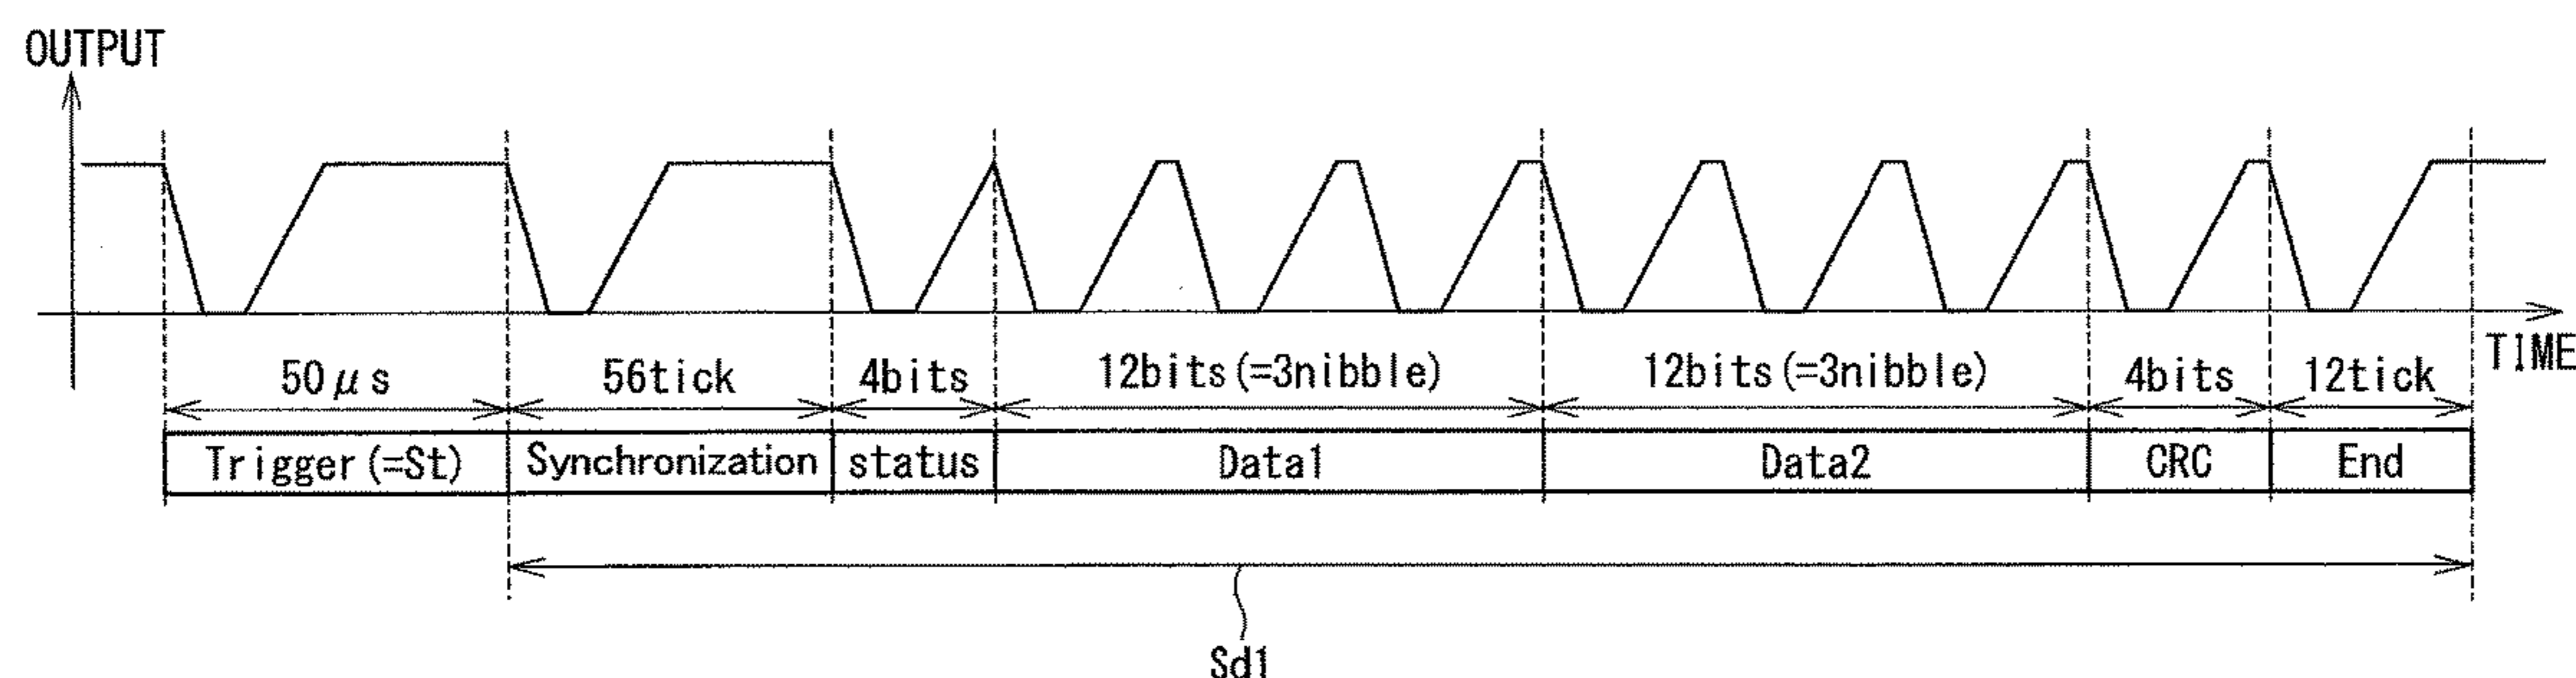 OUTPUT
TIME
50μs 56tick 4bits 12bits(=3nibble) 12bits(=3nibble) 4bits 12tick
Trigger(=St) Synchronization status Data1 Data2 CRC End
Sd1